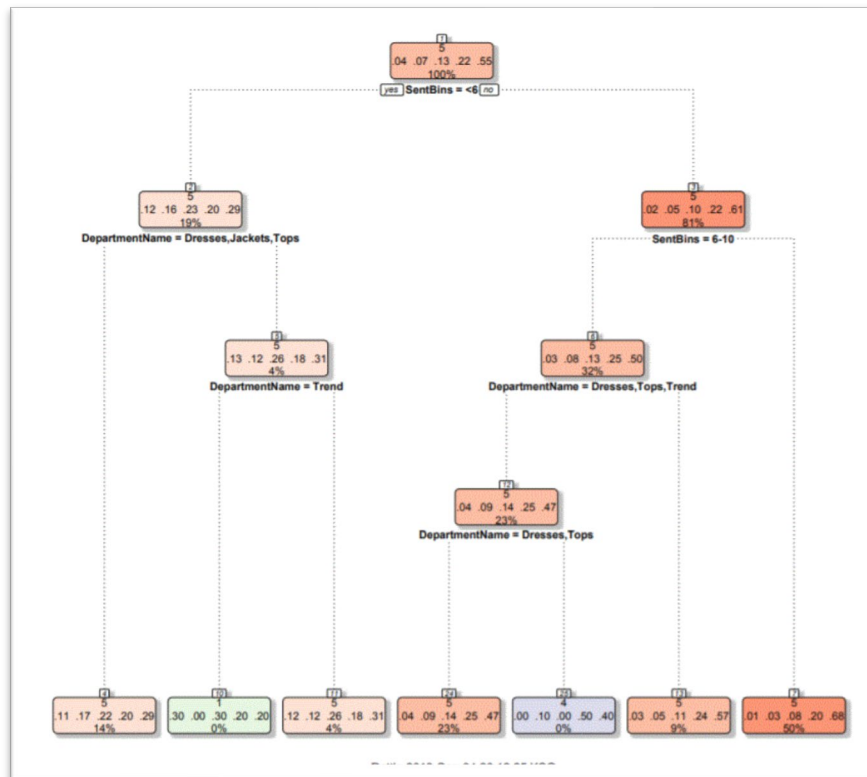 1
5
.04 .07 .13 .22 .55
100%
yes SentBins = <6 no
2
5
.12 .16 .23 .20 .29
19%
DepartmentName = Dresses,Jackets,Tops
3
5
.02 .05 .10 .22 .61
81%
SentBins = 6-10
5
5
.13 .12 .26 .18 .31
4%
DepartmentName = Trend
6
5
.03 .08 .13 .25 .50
32%
DepartmentName = Dresses,Tops,Trend
12
5
.04 .09 .14 .25 .47
23%
DepartmentName = Dresses,Tops
4
5
.11 .17 .22 .20 .29
14%
10
1
.30 .00 .30 .20 .20
0%
11
5
.12 .12 .26 .18 .31
4%
24
5
.04 .09 .14 .25 .47
23%
25
4
.00 .10 .00 .50 .40
0%
13
5
.03 .05 .11 .24 .57
9%
7
5
.01 .03 .08 .20 .68
50%